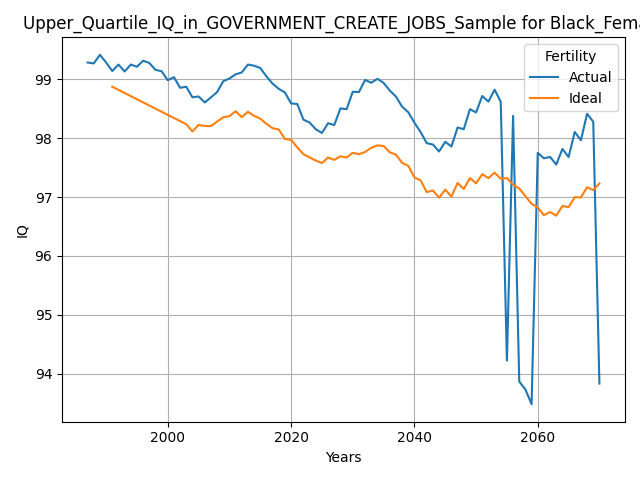 Upper_Quartile_IQ_in_GOVERNMENT_CREATE_JOBS_Sample for Black_Fema
Fertility
Actual
Ideal
IQ
99
98
97
96
95
94
2000
2020
2040
2060
Years